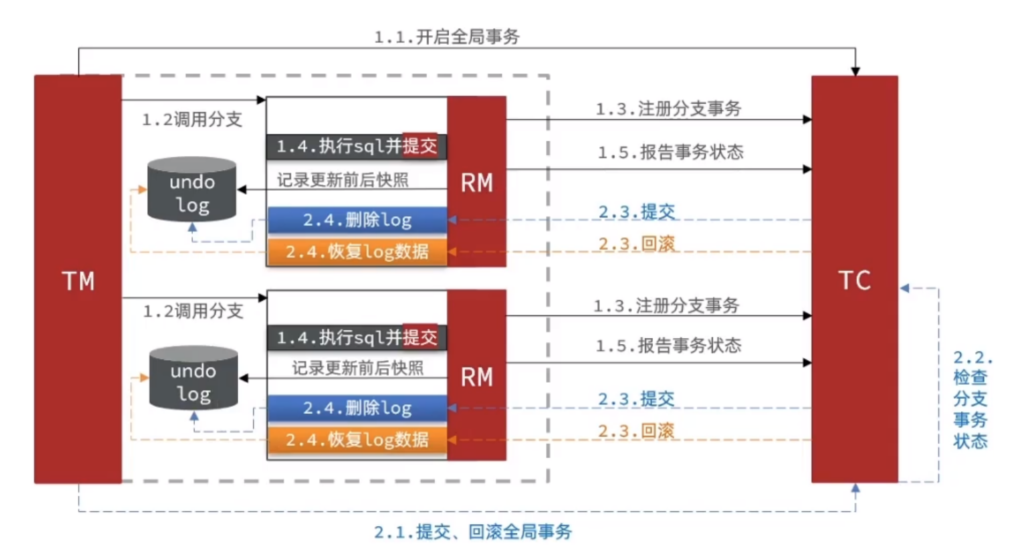 1.1.开启全局事务
TM
1.2调用分支
1.4.执行sql并提交
RM
1.3.注册分支事务
1.5.报告事务状态
undo
log
记录更新前后快照
2.4.删除log
2.3.提交
2.4.恢复log数据
2.3.回滚
TC
1.2调用分支
1.4.执行sql并提交
RM
1.3.注册分支事务
1.5.报告事务状态
undo
log
记录更新前后快照
2.4.删除log
2.3.提交
2.4.恢复log数据
2.3.回滚
2.2.
检查
分支
事务
状态
2.1.提交、回滚全局事务